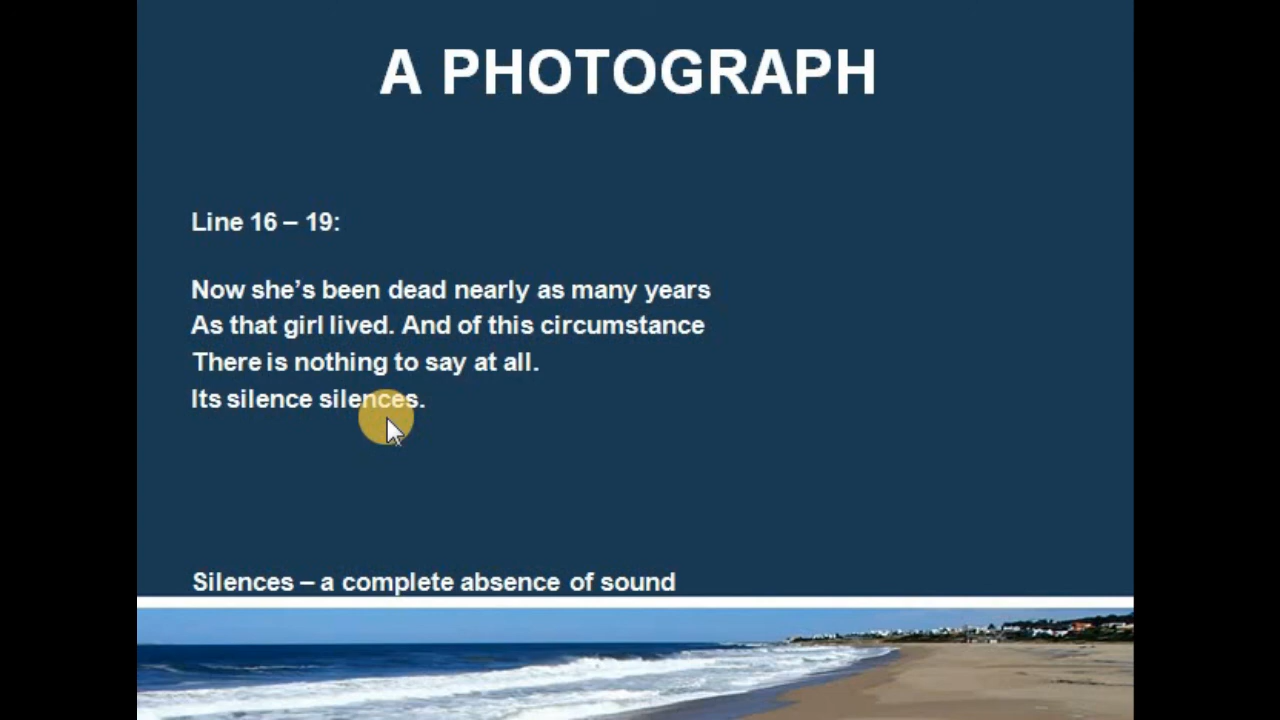 A PHOTOGRAPH
Line 16 – 19:
Now she’s been dead nearly as many years
As that girl lived. And of this circumstance
There is nothing to say at all.
Its silence silences.
Silences – a complete absence of sound